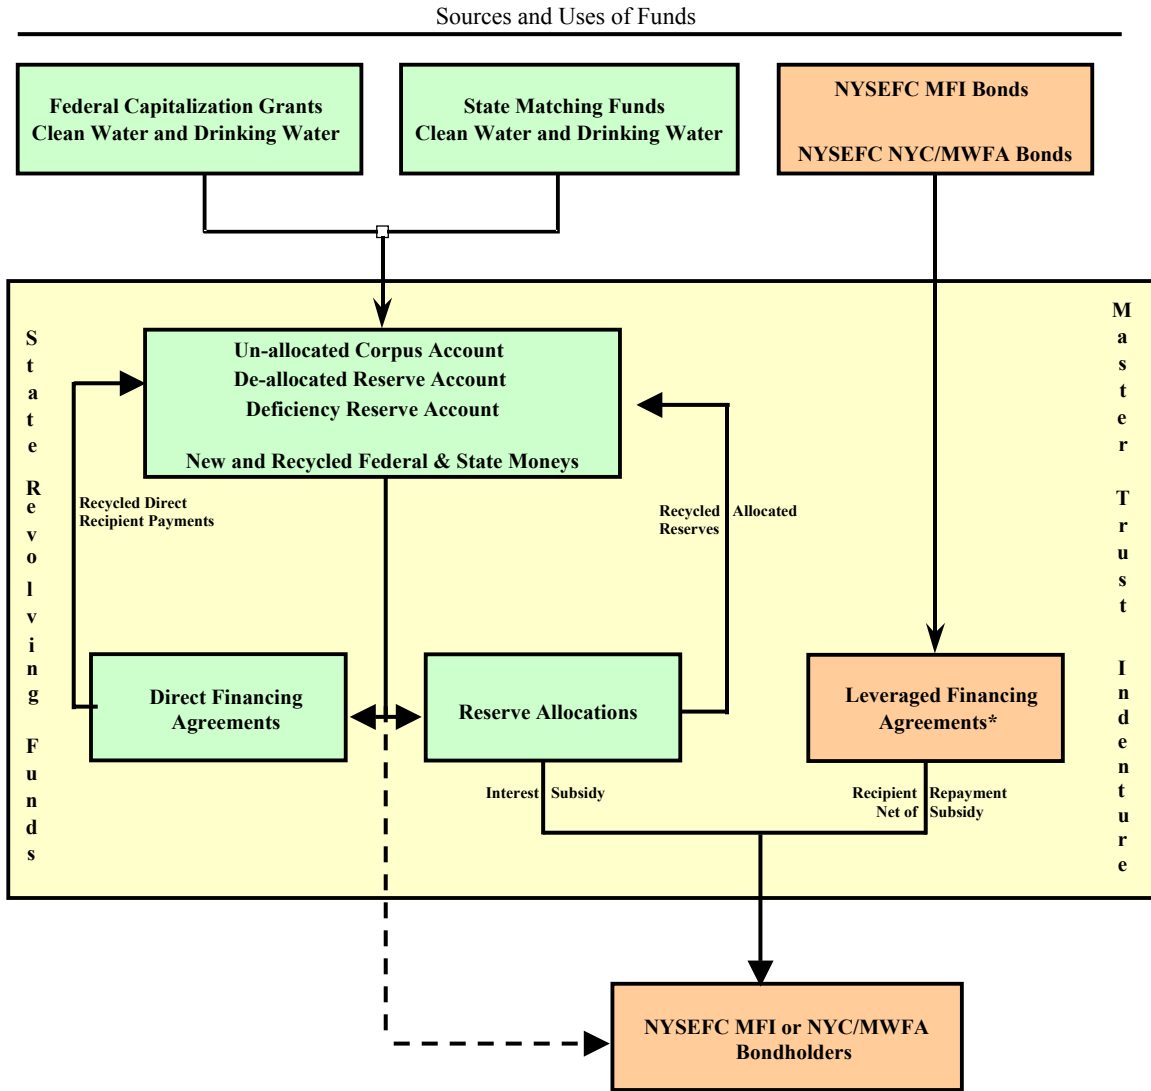 Sources and Uses of Funds
Federal Capitalization Grants
Clean Water and Drinking Water
State Matching Funds
Clean Water and Drinking Water
NYSEFC MFI Bonds
NYSEFC NYC/MWFA Bonds
State Revolving Funds
Master Trust Indenture
Un-allocated Corpus Account
De-allocated Reserve Account
Deficiency Reserve Account
New and Recycled Federal & State Moneys
Recycled Direct
Recipient Payments
Recycled Allocated
Reserves
Direct Financing
Agreements
Reserve Allocations
Leveraged Financing
Agreements*
Interest Subsidy
Recipient Repayment
Net of Subsidy
NYSEFC MFI or NYC/MWFA
Bondholders